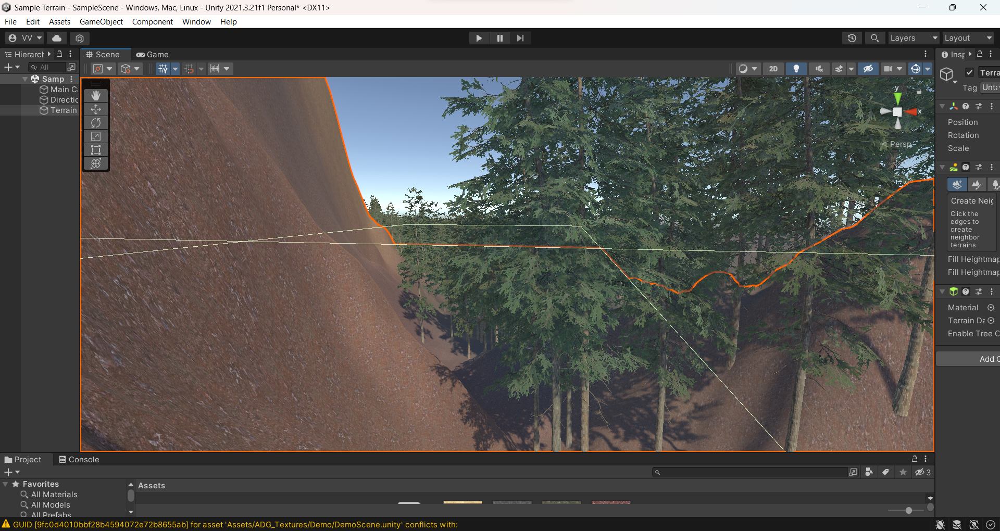 Sample Terrain - SampleScene - Windows, Mac, Linux - Unity 2021.3.21f1 Personal* <DX11>
File Edit Assets GameObject Component Window Help
VV Layers Layout
Hierarch Scene Game Insp
All 2D
Samp Terra
Main Ca
Directic
Terrain
Tag Unta
y
x
Persp
Position
Rotation
Scale
Create Neig
Click the
edges to
create
neighbor
terrains
Fill Heightmap
Fill Heightmap
Material
Terrain Da
Enable Tree C
Add C
Project Console
3
Favorites Assets
All Materials
All Models
All Prefabs
GUID [9fc0d4010bbf28b4594072e72b8655ab] for asset 'Assets/ADG_Textures/Demo/DemoScene.unity' conflicts with: